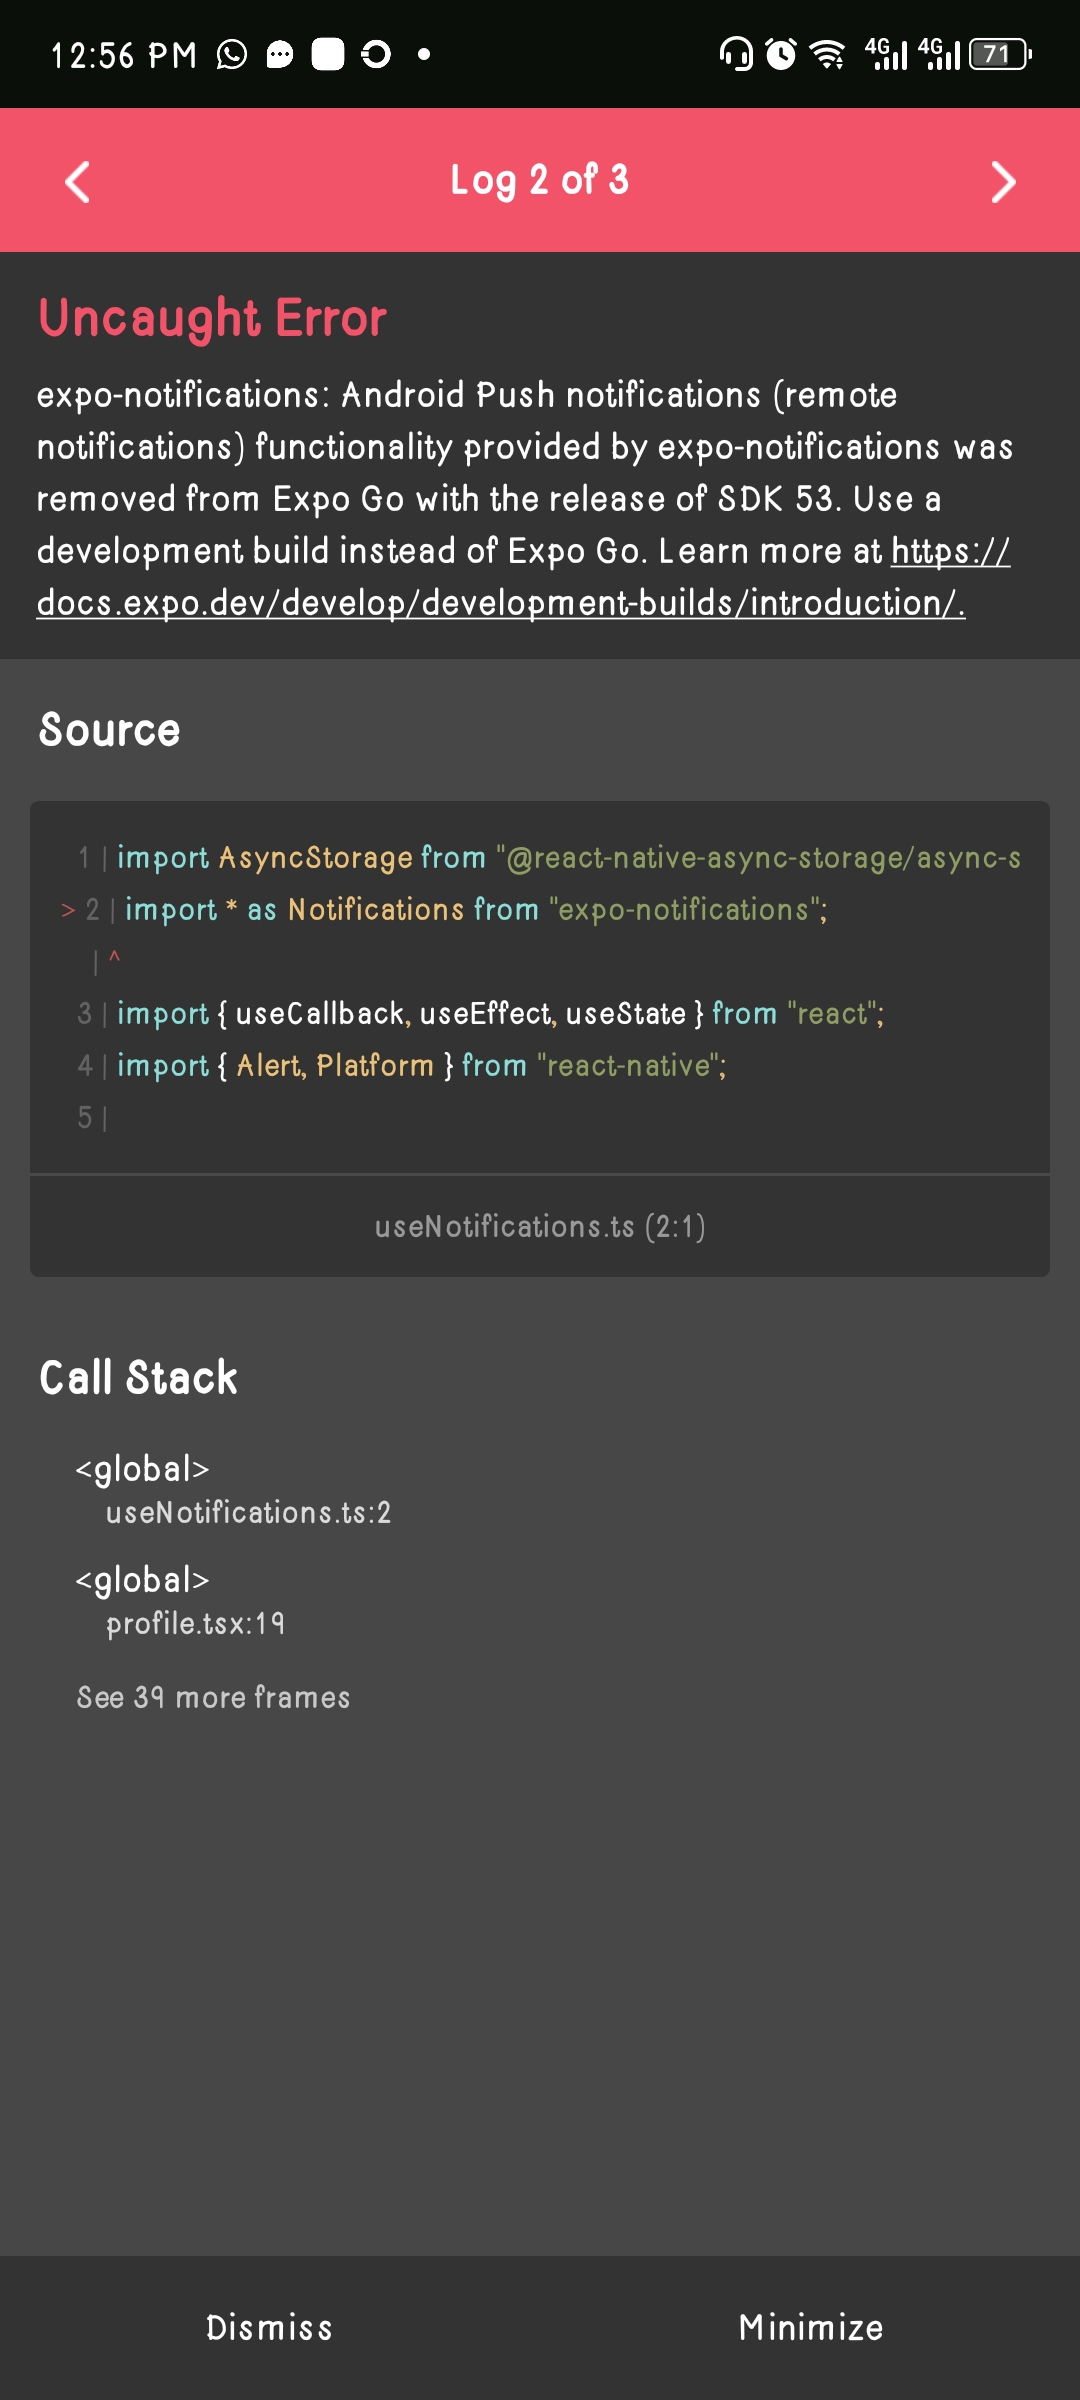 12:56 PM
4G 4G 71
Log 2 of 3
Uncaught Error
expo-notifications: Android Push notifications (remote
notifications) functionality provided by expo-notifications was
removed from Expo Go with the release of SDK 53. Use a
development build instead of Expo Go. Learn more at https://
docs.expo.dev/develop/development-builds/introduction/.
Source
1 | import AsyncStorage from "@react-native-async-storage/async-s
> 2 | import * as Notifications from "expo-notifications";
| ^
3 | import { useCallback, useEffect, useState } from "react";
4 | import { Alert, Platform } from "react-native";
5 |
useNotifications.ts (2:1)
Call Stack
<global>
useNotifications.ts:2
<global>
profile.tsx:19
See 39 more frames
Dismiss
Minimize